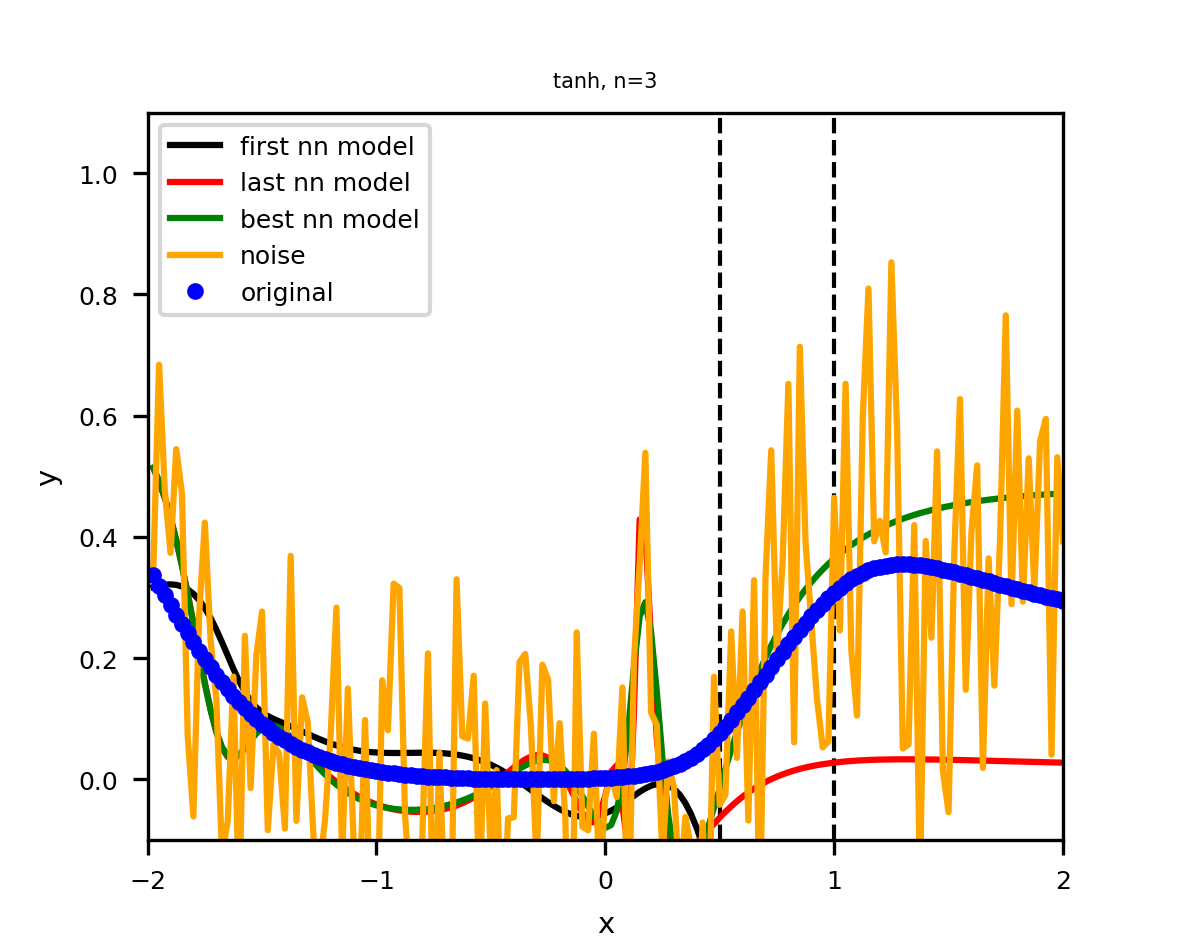 tanh, n=3
first nn model
last nn model
best nn model
noise
original
1.0
0.8
0.6
0.4
0.2
0.0
y
−2 −1 0 1 2
x